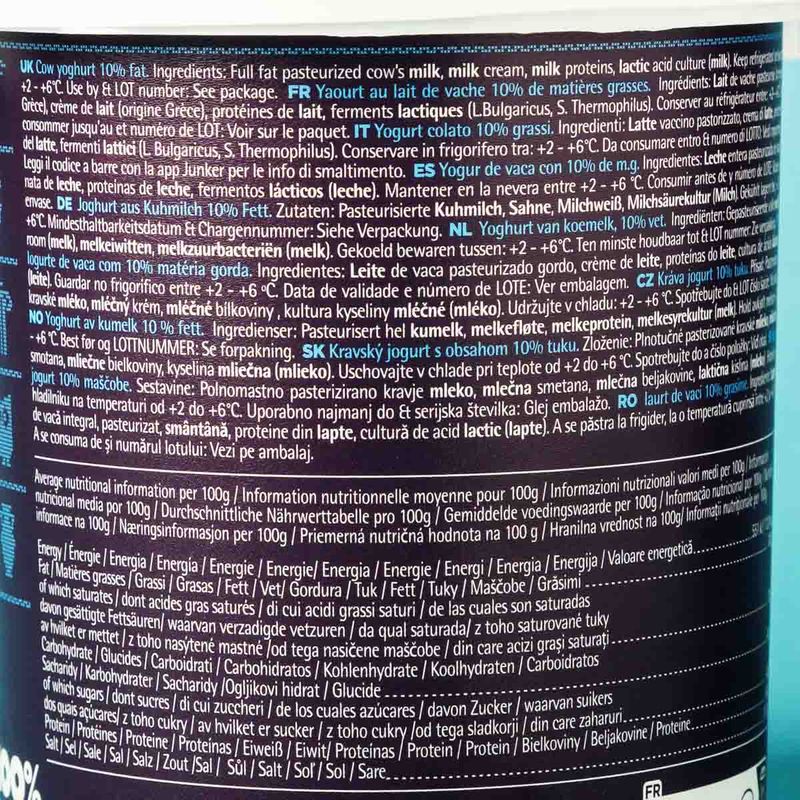 UK Cow yoghurt 10% fat. Ingredients: Full fat pasteurized cow's milk, milk cream, milk proteins, lactic acid culture (milk). Keep refrigerated
+2 - +6°C. Use by & LOT number: See package. FR Yaourt au lait de vache 10% de matières grasses. Ingrédients: Lait de vache
Grèce), crème de lait (origine Grèce), protéines de lait, ferments lactiques (L.Bulgaricus, S. Thermophilus). Conserver au réfrigérateur entre:
consommer jusqu'au et numéro de LOT: Voir sur le paquet. IT Yogurt colato 10% grassi. Ingredienti: Latte vaccino pastorizzato, crema di latte,
del latte, fermenti lattici (L. Bulgaricus, S. Thermophilus). Conservare in frigorifero tra: +2 - +6°C. Da consumare entro & numero di LOTTO:
Leggi il codice a barre con la app Junker per le info di smaltimento. ES Yogur de vaca con 10% de m.g. Ingredientes: Leche entera
nata de leche, proteinas de leche, fermentos lácticos (leche). Mantener en la nevera entre +2 - +6 °C. Consumir antes de y número de LOTE:
envase. DE Joghurt aus Kuhmilch 10% Fett. Zutaten: Pasteurisierte Kuhmilch, Sahne, Milchweiß, Milchsäurekultur (Milch). Gekühlt
+6°C. Mindesthaltbarkeitsdatum & Chargennummer: Siehe Verpackung. NL Yoghurt van koemelk, 10% vet. Ingrediënten: Gepasteuriseerde
room (melk), melkeiwitten, melkzuurbacteriën (melk). Gekoeld bewaren tussen: +2 - +6°C. Ten minste houdbaar tot & LOT nummer: Ze
Iogurte de vaca com 10% matéria gorda. Ingredientes: Leite de vaca pasteurizado gordo, crème de leite, proteínas do leite, cultura de
(leite). Guardar no frigorífico entre +2 - +6°C. Data de validade e número de LOTE: Ver embalagem. CZ Kráva jogurt 10% tuku.
kravské mléko, mléčný krém, mléčné bílkoviny , kultura kyseliny mléčné (mléko). Udržujte v chladu: +2 - +6 °C. Spotřebujte do & LOT číslo:
NO Yoghurt av kumelk 10 % fett. Ingredienser: Pasteurisert hel kumelk, melkefløte, melkeprotein, melkesyrekultur (melk). Hold
- +6 °C. Best før og LOTTNUMMER: Se forpakning. SK Kravský jogurt s obsahom 10% tuku. Zloženie: Plnotučné pasterizované kravské
smotana, mliečne bielkoviny, kyselina mliečna (mlieko). Uschovajte v chlade pri teplote od +2 do +6 °C. Spotrebujte do a číslo položky:
jogurt 10% maščobe. Sestavine: Polnomastno pasterizirano kravje mleko, mlečna smetana, mlečna beljakovine, laktična kislina
hladilniku na temperaturi od +2 do +6°C. Uporabno najmanj do & serijska številka: Glej embalažo. RO Iaurt de vaci 10% grasime.
de vacă integral, pasteurizat, smântână, proteine din lapte, cultură de acid lactic (lapte). A se păstra la frigider, la o temperatură cuprinsă
A se consuma de și numărul lotului: Vezi pe ambalaj.
Average nutritional information per 100g / Information nutritionnelle moyenne pour 100g / Informazioni nutrizionali valori medi per 100g /
nutricional media por 100g / Durchschnittliche Nährwerttabelle pro 100g / Gemiddelde voedingswaarde per 100g / Informação nutricional por 100g
informace na 100g / Næringsinformasjon per 100g / Priemerná nutričná hodnota na 100 g / Hranilna vrednost na 100g/ Informații nutriționale
Energy / Énergie / Energia / Energía / Energie / Energie/ Energia / Energie / Energi / Energia / Energija / Valoare energetică
Fat / Matières grasses / Grassi / Grasas / Fett / Vet/ Gordura / Tuk / Fett / Tuky / Maščobe / Grăsimi
of which saturates / dont acides gras saturés / di cui acidi grassi saturi / de las cuales son saturadas
davon gesättigte Fettsäuren/ waarvan verzadigde vetzuren / da qual saturada/ z toho saturované tuky
av hvilket er mettet / z toho nasýtené mastné /od tega nasičene maščobe / din care acizi grași saturați
Carbohydrate / Glucides / Carboidrati / Carbohidratos / Kohlenhydrate / Koolhydraten / Carboidratos
Sacharidy / Karbohydrater / Sacharidy /Ogljikovi hidrat / Glucide
of which sugars / dont sucres / di cui zuccheri / de los cuales azúcares / davon Zucker / waarvan suikers
dos quais açúcares/ z toho cukry / av hvilket er sucker / z toho cukry /od tega sladkorji / din care zaharuri
Protein / Protéines / Proteine / Proteínas / Eiweiß / Eiwit/ Proteínas / Protein / Protein / Bielkoviny / Beljakovine / Proteine
Salt / Sel / Sale / Sal / Salz / Zout /Sal / Sůl / Salt / Soľ / Sol / Sare
100%
FR